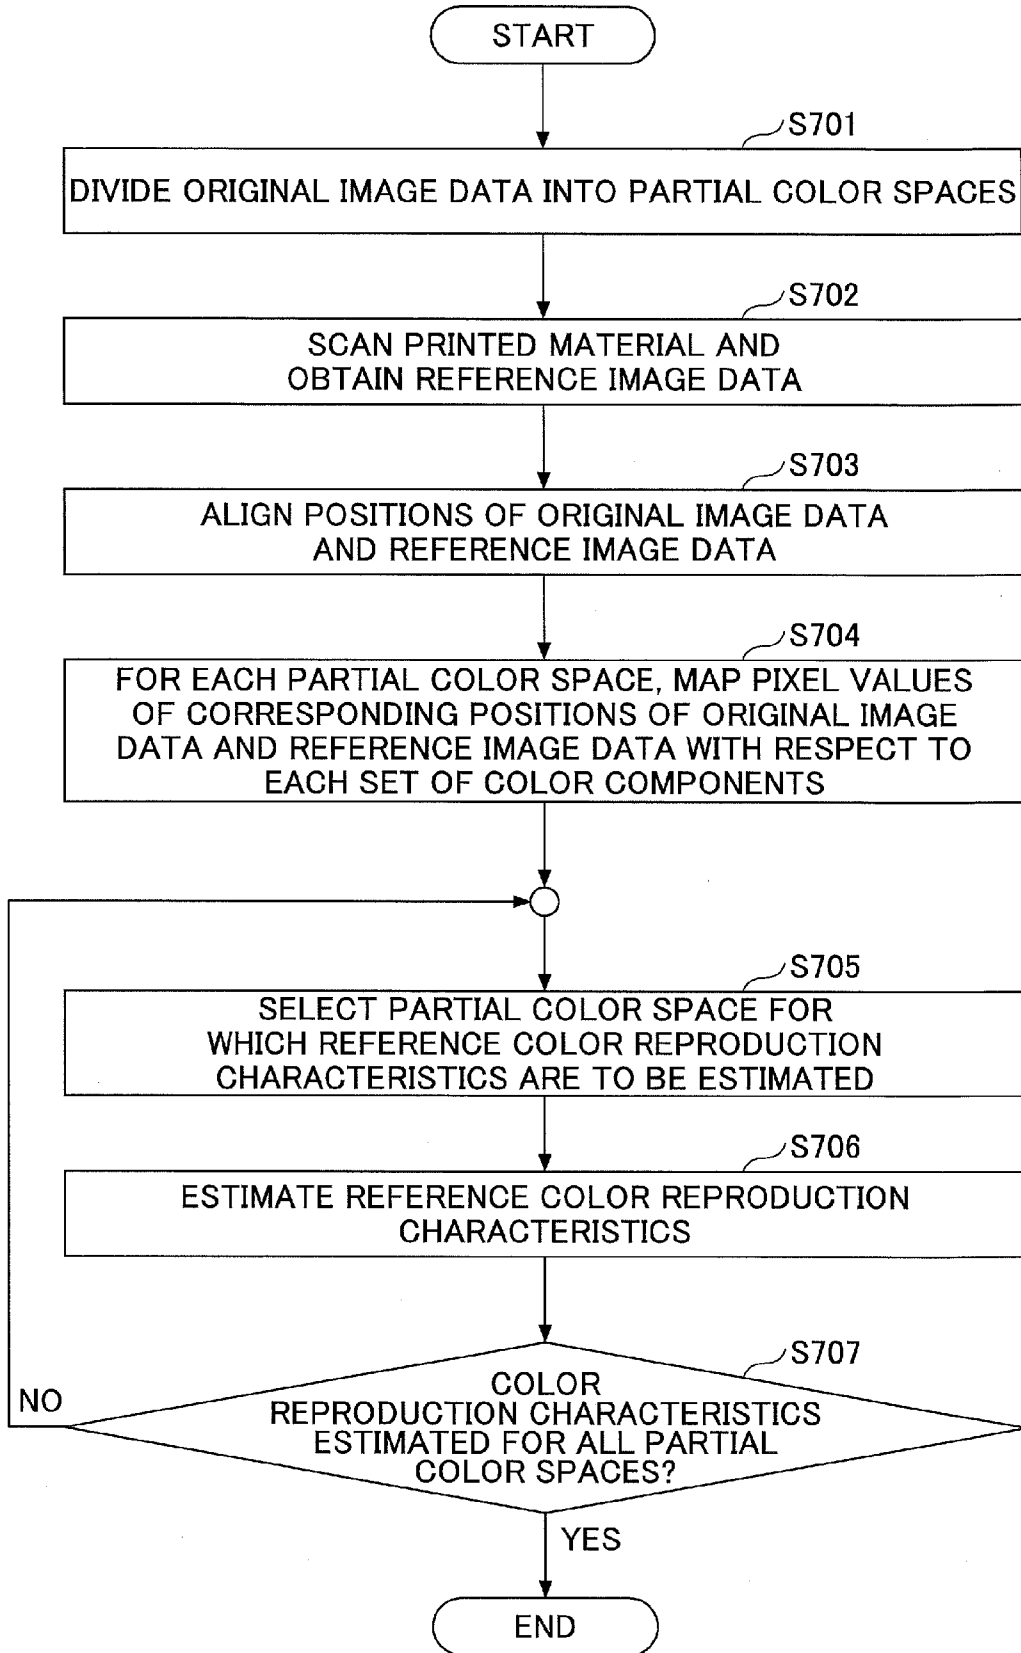 START
S701
DIVIDE ORIGINAL IMAGE DATA INTO PARTIAL COLOR SPACES
S702
SCAN PRINTED MATERIAL AND
OBTAIN REFERENCE IMAGE DATA
S703
ALIGN POSITIONS OF ORIGINAL IMAGE DATA
AND REFERENCE IMAGE DATA
S704
FOR EACH PARTIAL COLOR SPACE, MAP PIXEL VALUES
OF CORRESPONDING POSITIONS OF ORIGINAL IMAGE
DATA AND REFERENCE IMAGE DATA WITH RESPECT TO
EACH SET OF COLOR COMPONENTS
S705
SELECT PARTIAL COLOR SPACE FOR
WHICH REFERENCE COLOR REPRODUCTION
CHARACTERISTICS ARE TO BE ESTIMATED
S706
ESTIMATE REFERENCE COLOR REPRODUCTION
CHARACTERISTICS
S707
COLOR
REPRODUCTION CHARACTERISTICS
ESTIMATED FOR ALL PARTIAL
COLOR SPACES?
NO
YES
END